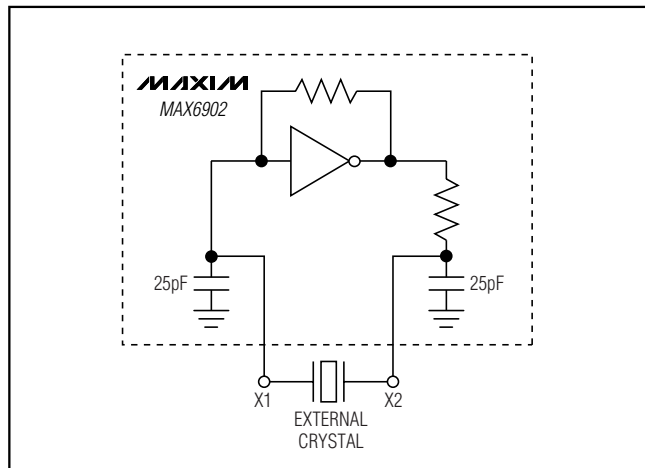 MAXIM
MAX6902
25pF
25pF
X1
X2
EXTERNAL
CRYSTAL